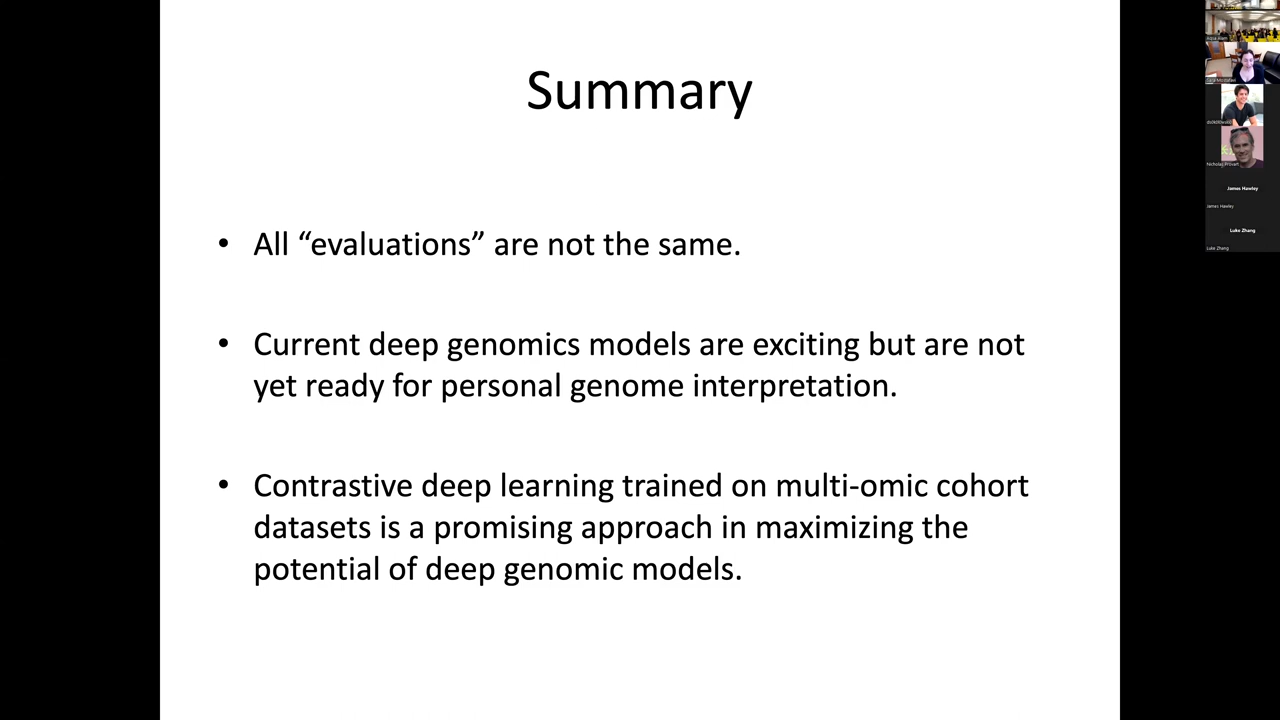 Summary
• All “evaluations” are not the same.
• Current deep genomics models are exciting but are not
yet ready for personal genome interpretation.
• Contrastive deep learning trained on multi-omic cohort
datasets is a promising approach in maximizing the
potential of deep genomic models.
Nicholas Provart
James Hawley
James Hawley
Luke Zhang
Luke Zhang